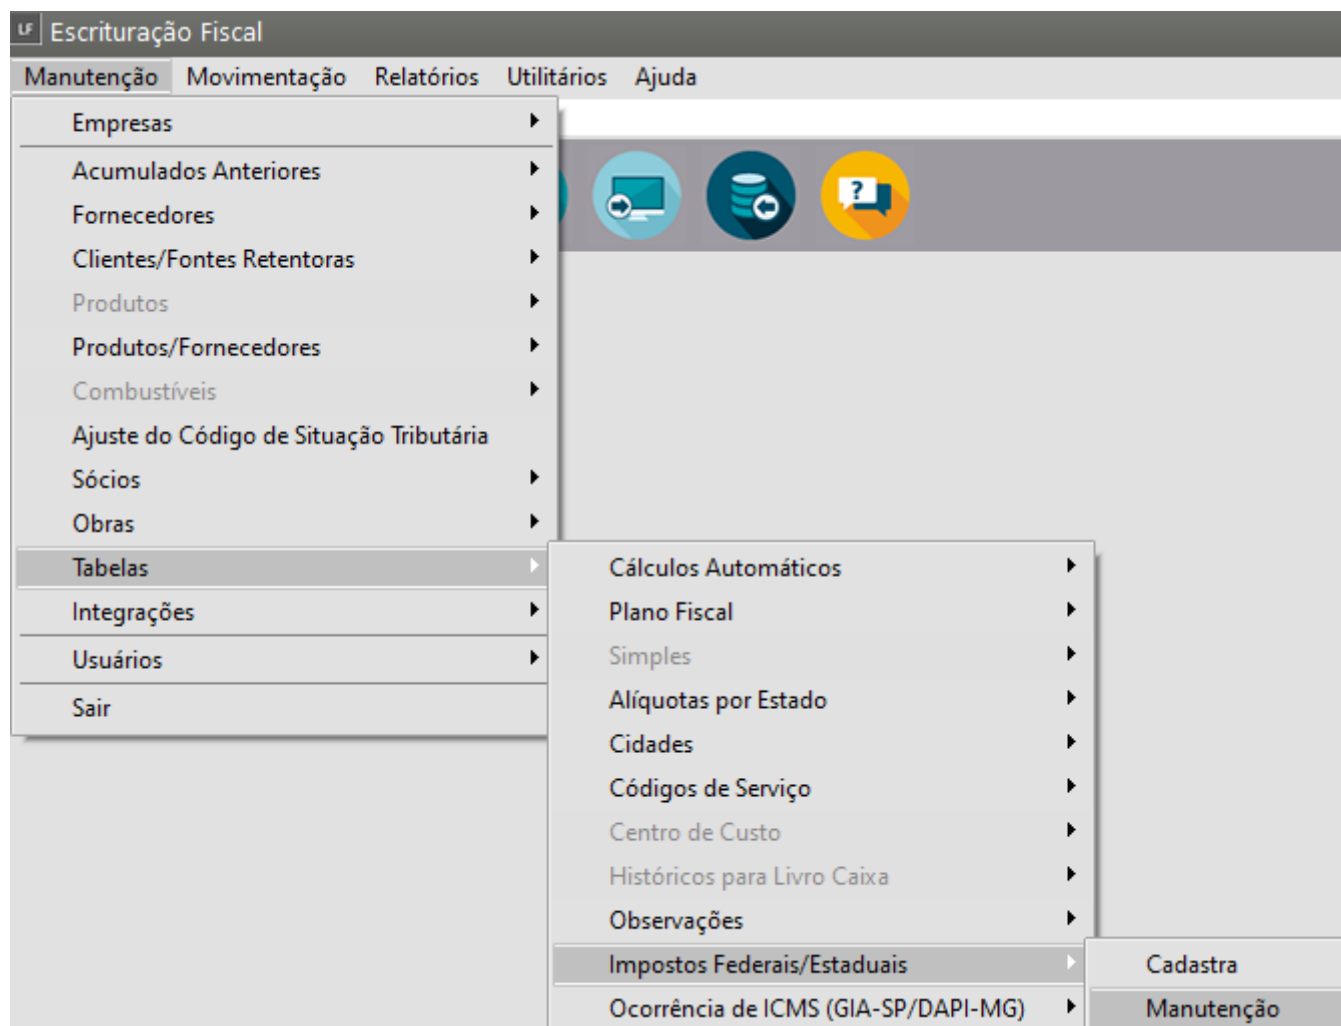 LF Escrituração Fiscal
Manutenção Movimentação Relatórios Utilitários Ajuda
Empresas
Acumulados Anteriores
Fornecedores
Clientes/Fontes Retentoras
Produtos
Produtos/Fornecedores
Combustíveis
Ajuste do Código de Situação Tributária
Sócios
Obras
Tabelas
Integrações
Usuários
Sair
Cálculos Automáticos
Plano Fiscal
Simples
Alíquotas por Estado
Cidades
Códigos de Serviço
Centro de Custo
Históricos para Livro Caixa
Observações
Impostos Federais/Estaduais
Ocorrência de ICMS (GIA-SP/DAPI-MG)
Cadastra
Manutenção
?